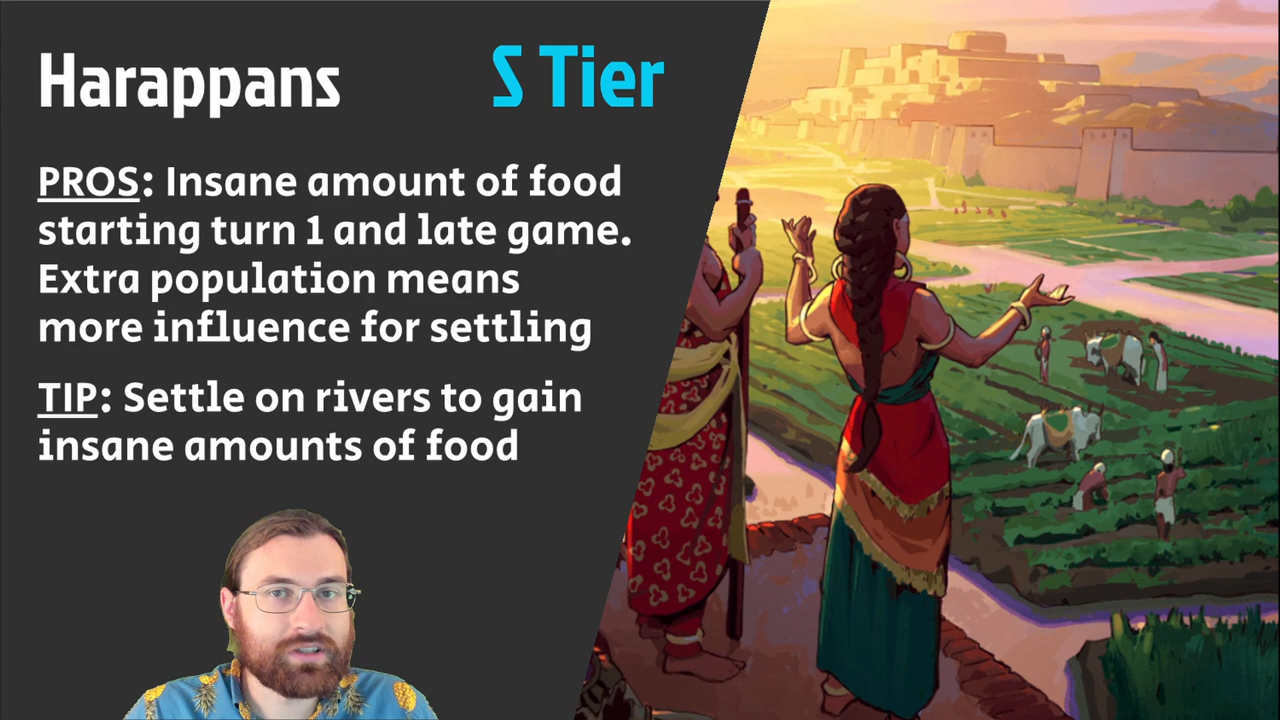 Harappans
S Tier
PROS: Insane amount of food
starting turn 1 and late game.
Extra population means
more influence for settling
TIP: Settle on rivers to gain
insane amounts of food